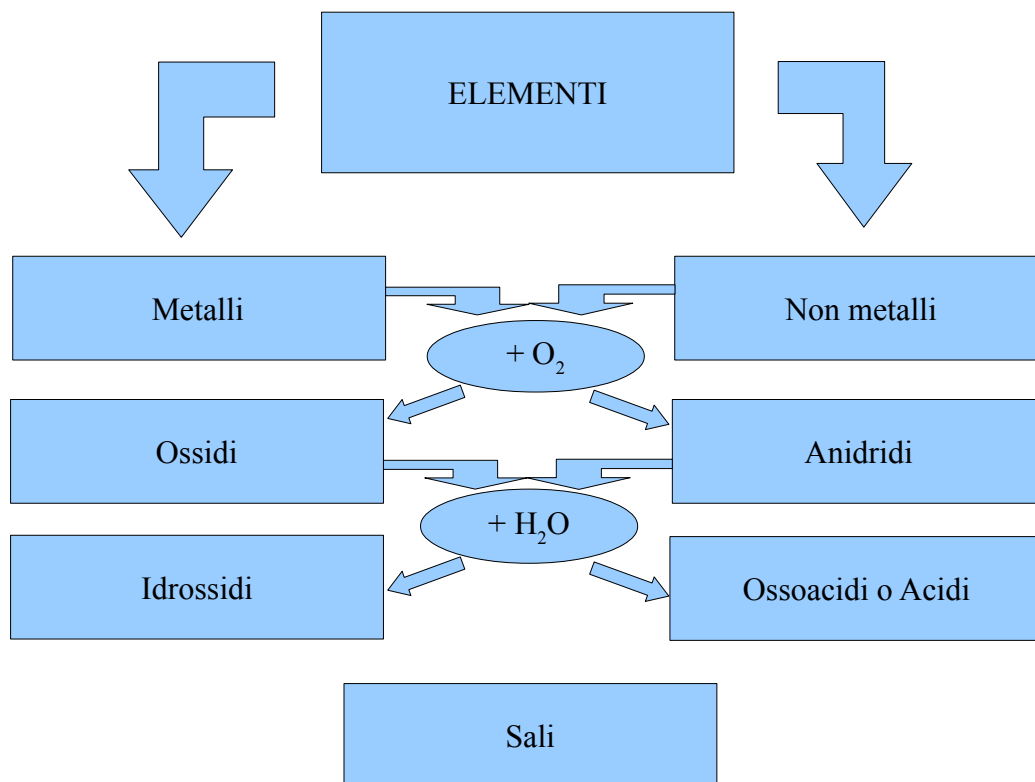 ELEMENTI
Metalli
Non metalli
+ O₂
Ossidi
Anidridi
+ H₂O
Idrossidi
Ossoacidi o Acidi
Sali